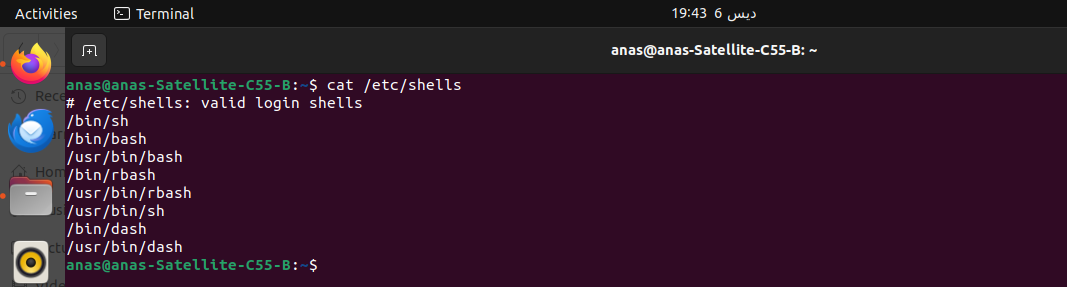 Activities Terminal 19:43 6 ديس
anas@anas-Satellite-C55-B: ~
anas@anas-Satellite-C55-B:~$ cat /etc/shells
# /etc/shells: valid login shells
/bin/sh
/bin/bash
/usr/bin/bash
/bin/rbash
/usr/bin/rbash
/usr/bin/sh
/bin/dash
/usr/bin/dash
anas@anas-Satellite-C55-B:~$